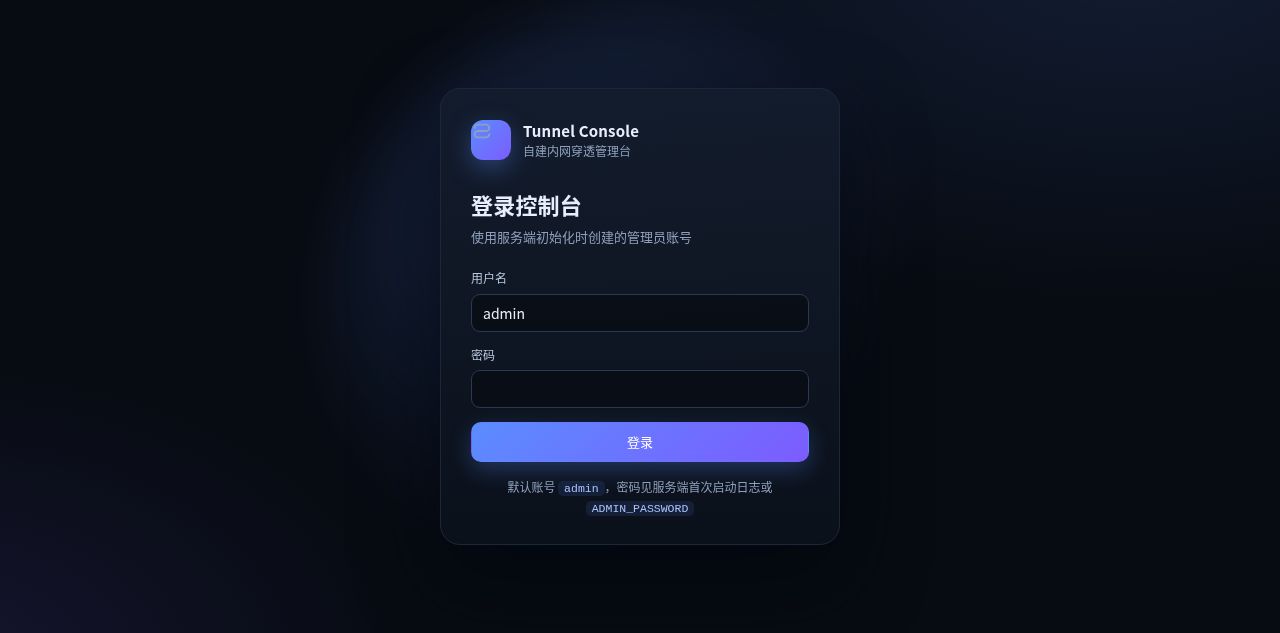 Tunnel Console
自建内网穿透管理台
登录控制台
使用服务端初始化时创建的管理员账号
用户名
admin
密码
登录
默认账号 admin，密码见服务端首次启动日志或
ADMIN_PASSWORD